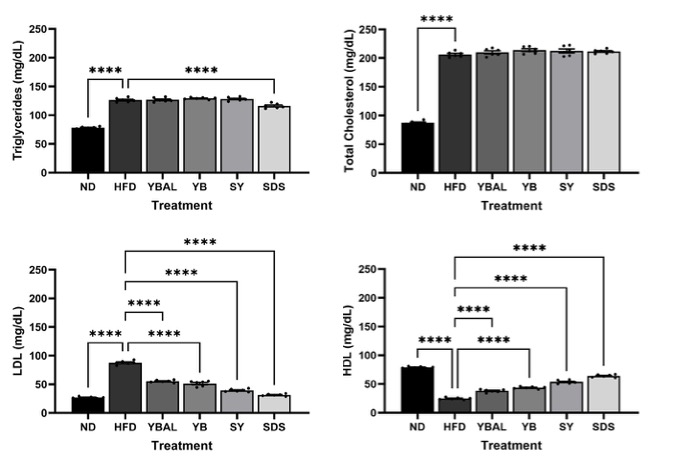 Triglycerides (mg/dL)
250
200
150
100
50
0
**** ****
ND HFD YBAL YB SY SDS
Treatment
Total Cholesterol (mg/dL)
250
200
150
100
50
0
****
ND HFD YBAL YB SY SDS
Treatment
LDL (mg/dL)
250
200
150
100
50
0
****
****
****
**** ****
ND HFD YBAL YB SY SDS
Treatment
HDL (mg/dL)
250
200
150
100
50
0
****
****
****
**** ****
ND HFD YBAL YB SY SDS
Treatment